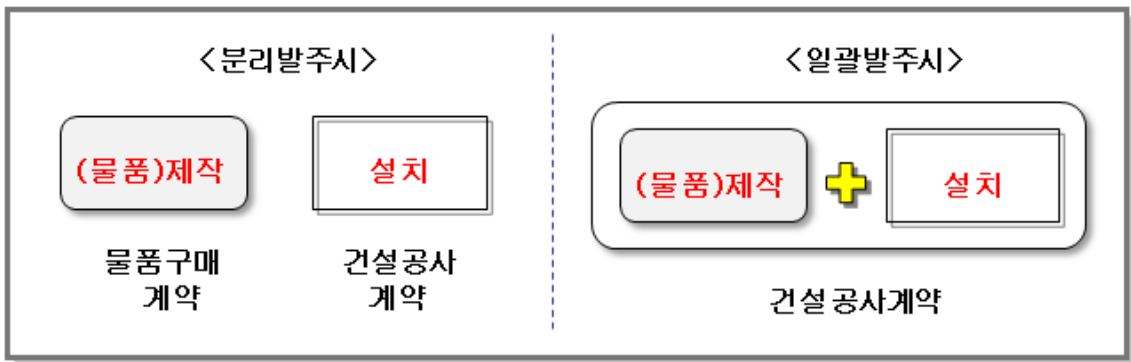 <분리발주시>
(물품)제작
설치
물품구매
계약
건설공사
계약
<일괄발주시>
(물품)제작
설치
건설공사계약